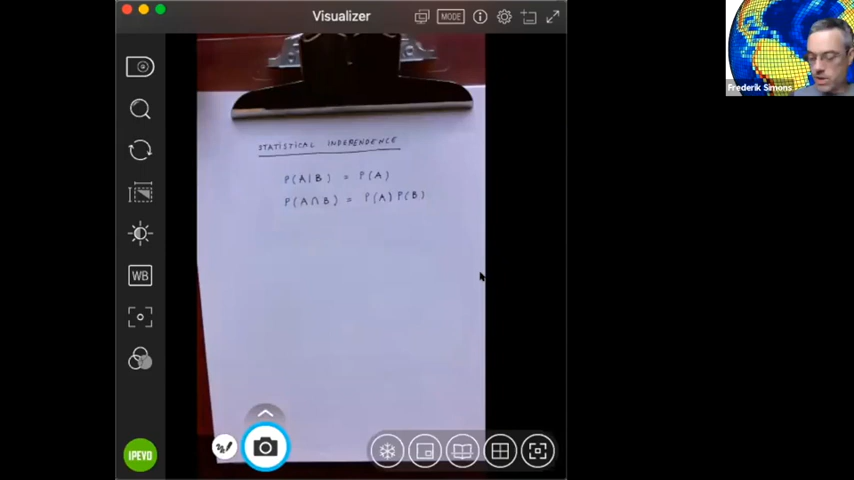 Visualizer
MODE
Frederik Simons
STATISTICAL INDEPENDENCE
P(A|B) = P(A)
P(A∩B) = P(A)P(B)
WB
IPEVO